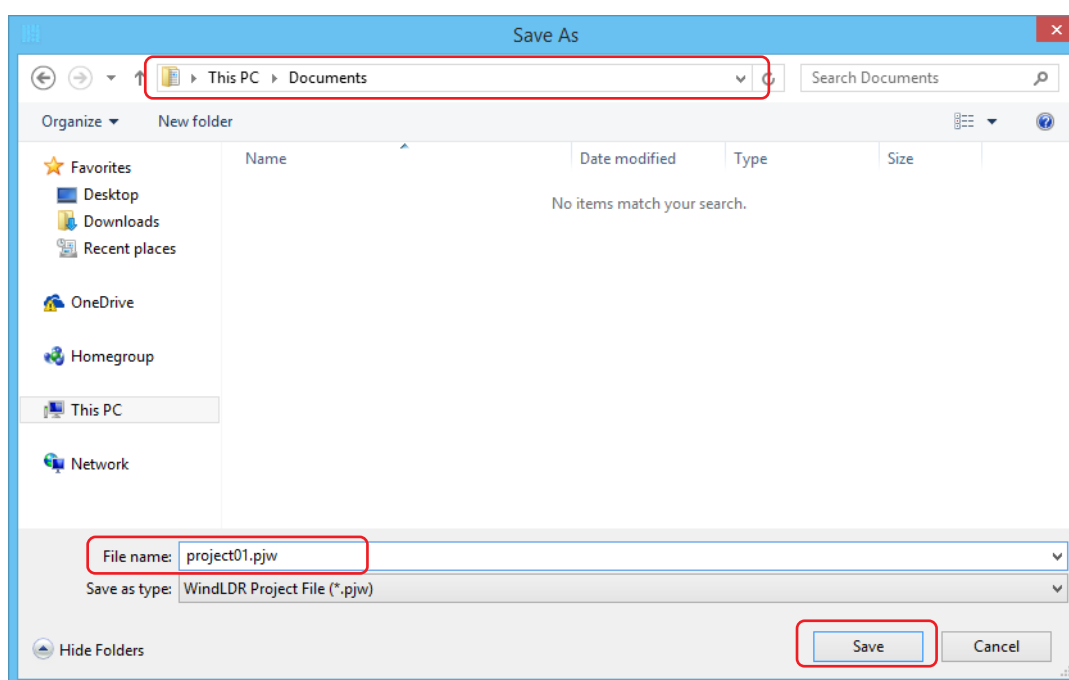 Save As
This PC Documents
Search Documents
Organize New folder
Favorites
Desktop
Downloads
Recent places
OneDrive
Homegroup
This PC
Network
Name Date modified Type Size
No items match your search.
File name: project01.pjw
Save as type: WindLDR Project File (*.pjw)
Hide Folders
Save Cancel